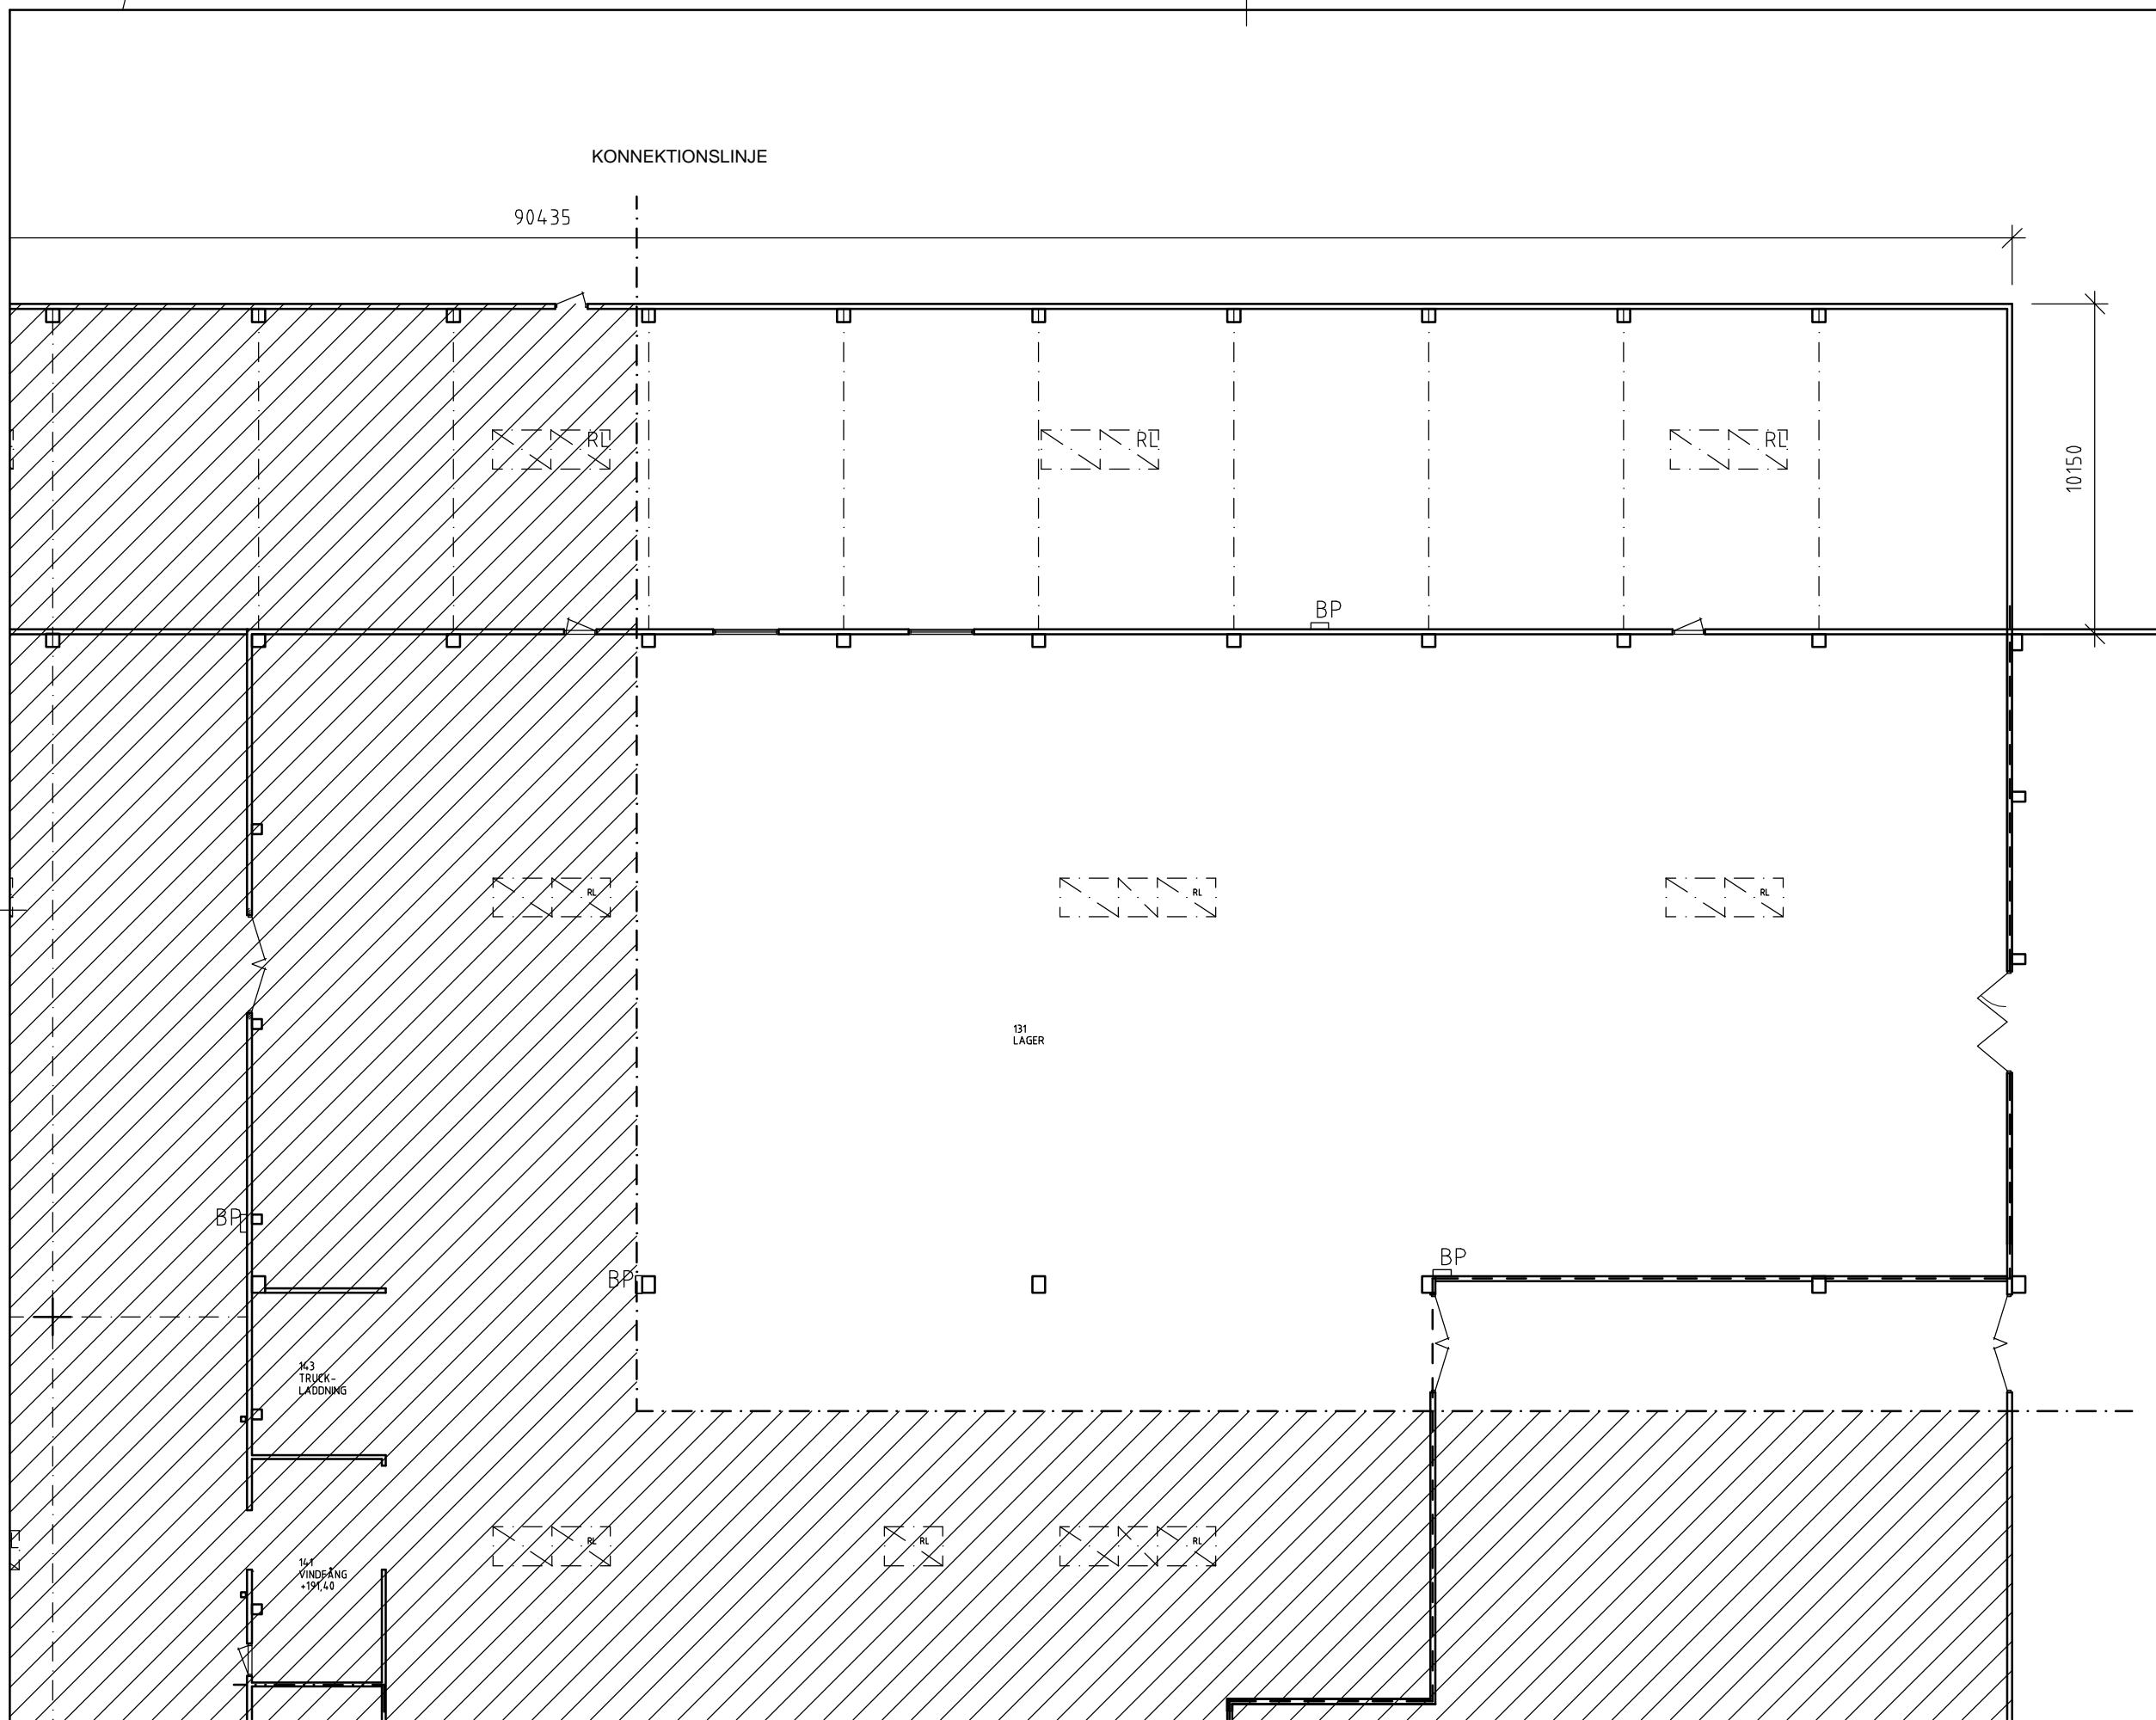 KONNEKTIONSLINJE
90435
RL
RL
RL
10150
BP
RL
RL
RL
131
LAGER
BP
BP
BP
143
TRUCK-
LADDNING
RL
RL
RL
141
VINDFÅNG
+191,40